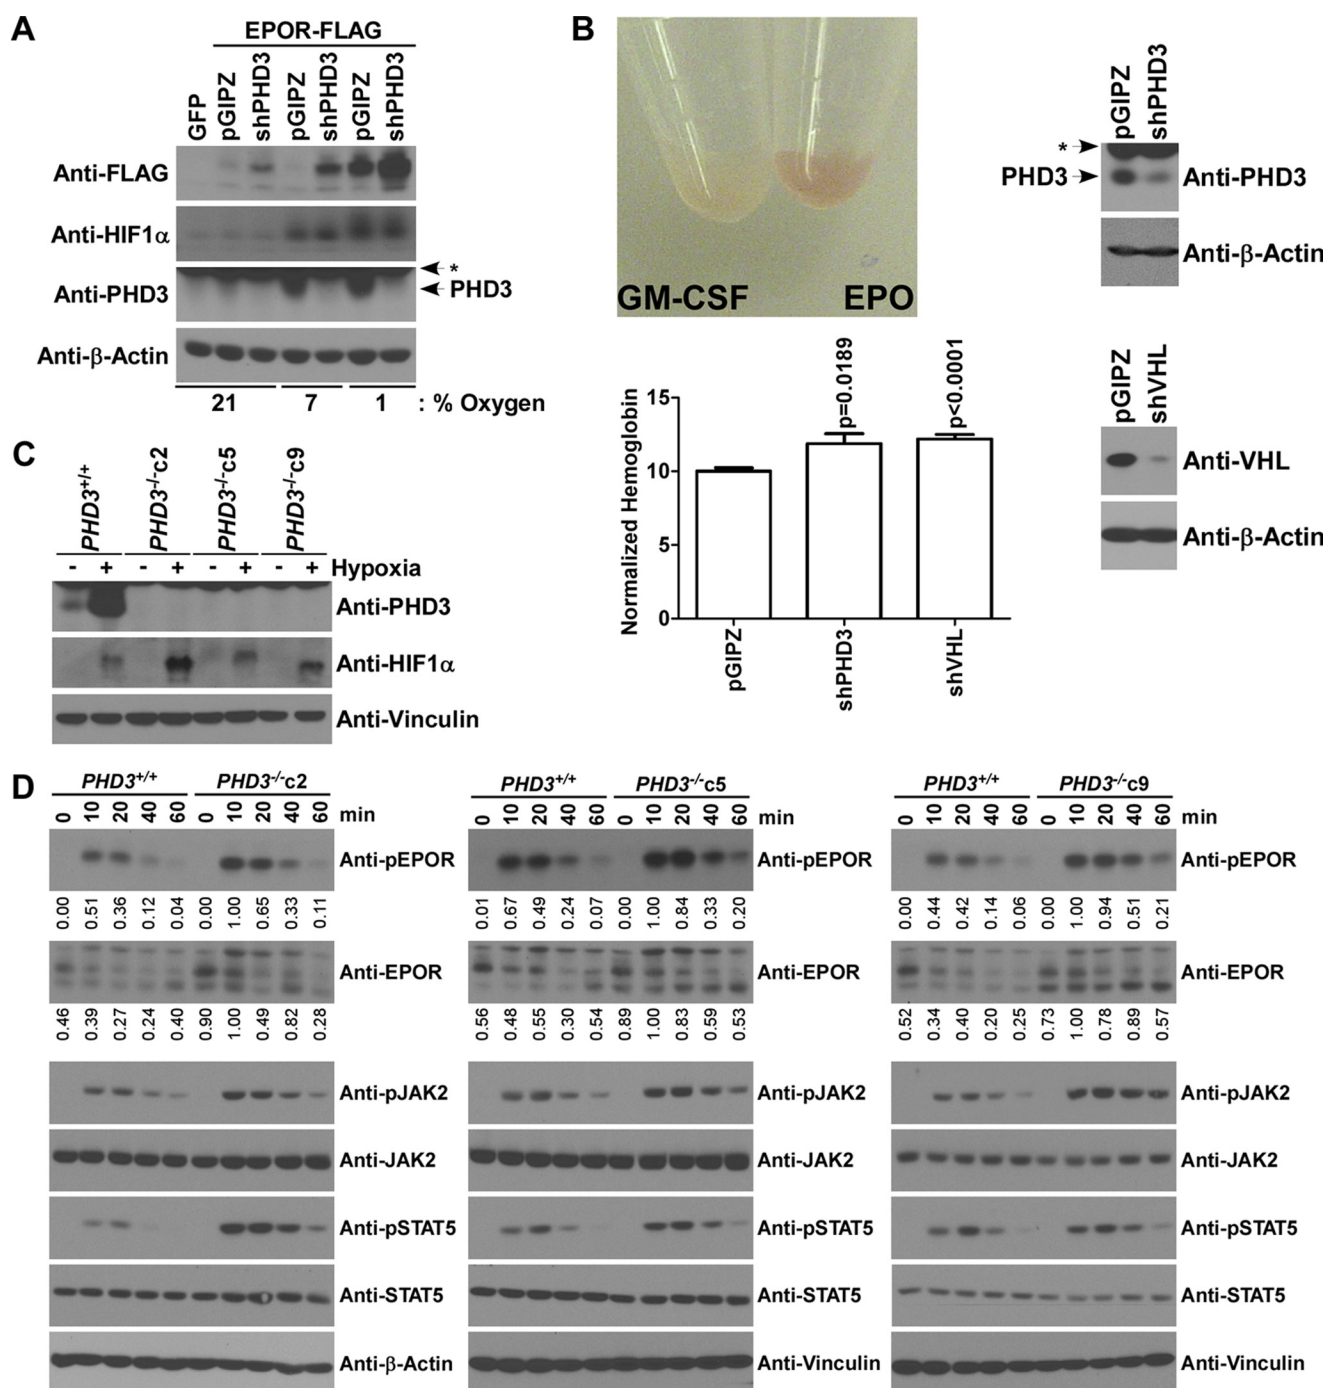 A
EPOR-FLAG
GFP pGIPZ shPHD3 pGIPZ shPHD3 pGIPZ shPHD3
Anti-FLAG
Anti-HIF1α
*
Anti-PHD3 PHD3
Anti-β-Actin
21 7 1 : % Oxygen
B
GM-CSF EPO
pGIPZ shPHD3
*
PHD3 Anti-PHD3
Anti-β-Actin
pGIPZ shVHL
Anti-VHL
Anti-β-Actin
Normalized Hemoglobin
15
10
5
0
p=0.0189 p<0.0001
pGIPZ shPHD3 shVHL
C
PHD3+/+ PHD3-/-c2 PHD3-/-c5 PHD3-/-c9
- + - + - + - + Hypoxia
Anti-PHD3
Anti-HIF1α
Anti-Vinculin
D
PHD3+/+ PHD3-/-c2
0 10 20 40 60 0 10 20 40 60 min
Anti-pEPOR
0.00 0.51 0.36 0.12 0.04 0.00 1.00 0.65 0.33 0.11
Anti-EPOR
0.46 0.39 0.27 0.24 0.40 0.90 1.00 0.49 0.82 0.28
Anti-pJAK2
Anti-JAK2
Anti-pSTAT5
Anti-STAT5
Anti-β-Actin
PHD3+/+ PHD3-/-c5
0 10 20 40 60 0 10 20 40 60 min
Anti-pEPOR
0.01 0.67 0.49 0.24 0.07 0.00 1.00 0.84 0.33 0.20
Anti-EPOR
0.56 0.48 0.55 0.30 0.54 0.89 1.00 0.83 0.59 0.53
Anti-pJAK2
Anti-JAK2
Anti-pSTAT5
Anti-STAT5
Anti-Vinculin
PHD3+/+ PHD3-/-c9
0 10 20 40 60 0 10 20 40 60 min
Anti-pEPOR
0.00 0.44 0.42 0.14 0.06 0.00 1.00 0.94 0.51 0.21
Anti-EPOR
0.52 0.34 0.40 0.20 0.25 0.73 1.00 0.78 0.89 0.57
Anti-pJAK2
Anti-JAK2
Anti-pSTAT5
Anti-STAT5
Anti-Vinculin